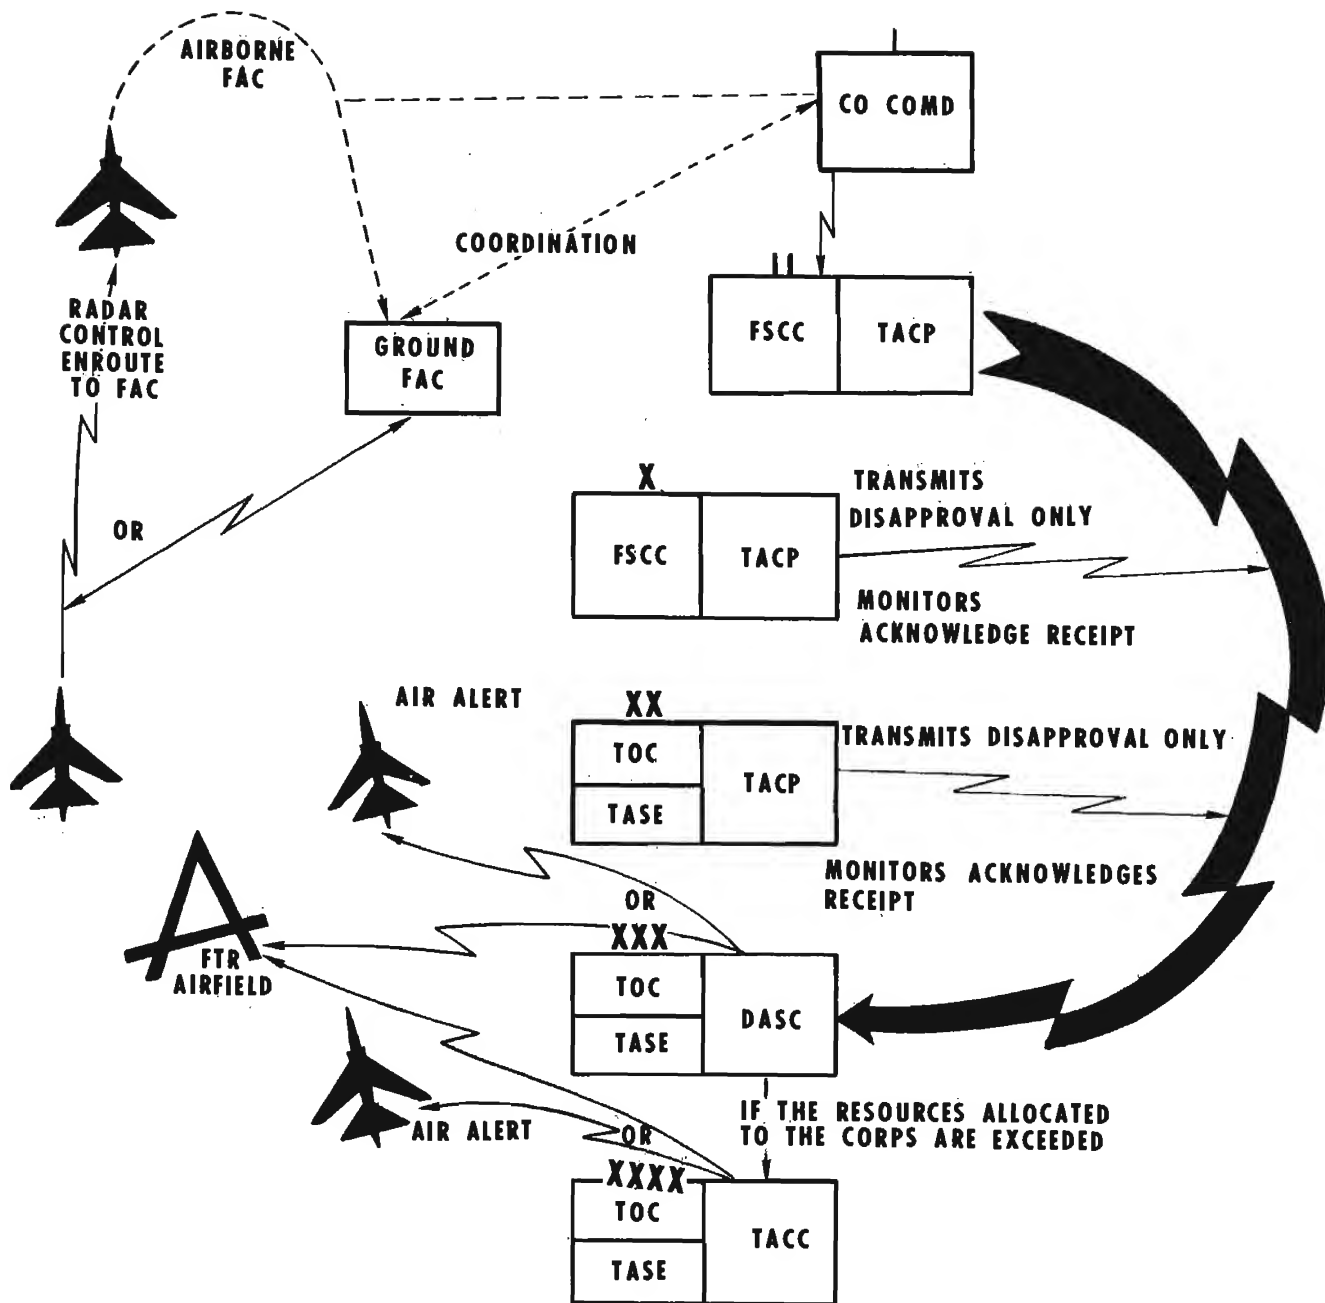 AIRBORNE
FAC
CO COMD
COORDINATION
RADAR
CONTROL
ENROUTE
TO FAC
GROUND
FAC
FSCC
TACP
OR
X
FSCC
TACP
TRANSMITS
DISAPPROVAL ONLY
MONITORS
ACKNOWLEDGE RECEIPT
AIR ALERT
XX
TOC
TASE
TACP
TRANSMITS DISAPPROVAL ONLY
MONITORS ACKNOWLEDGES
RECEIPT
OR
XXX
FTR
AIRFIELD
TOC
TASE
DASC
IF THE RESOURCES ALLOCATED
TO THE CORPS ARE EXCEEDED
AIR ALERT
OR
XXXX
TOC
TASE
TACC